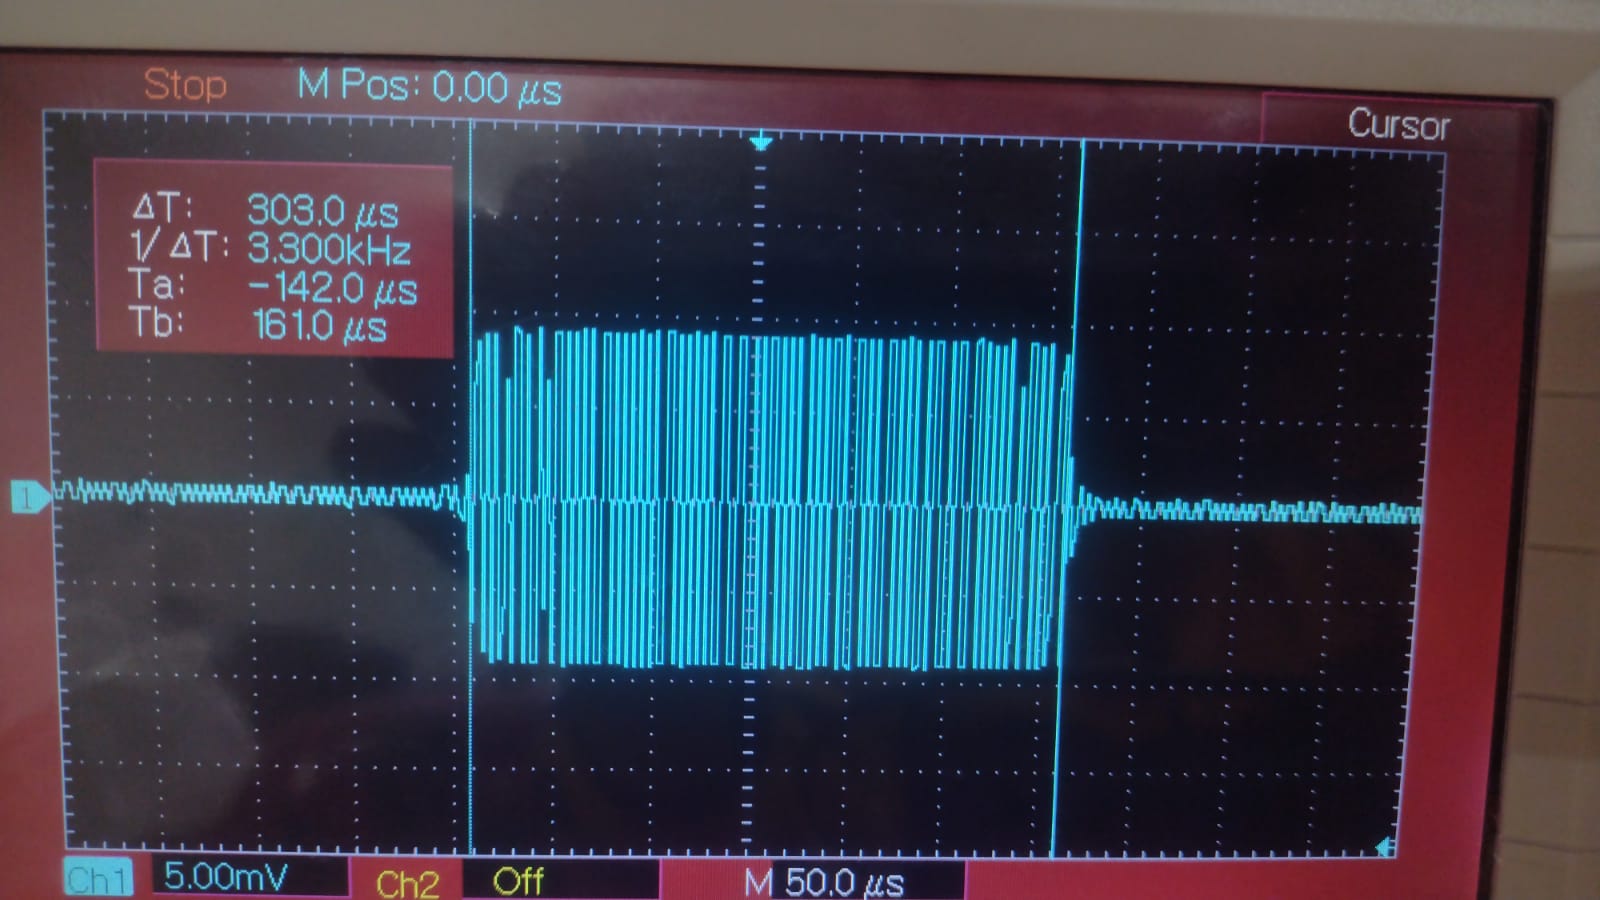 Stop M Pos: 0.00 μs
Cursor
ΔT: 303.0 μs
1/ΔT: 3.300kHz
Ta: -142.0 μs
Tb: 161.0 μs
1
Ch1 5.00mV Ch2 Off M 50.0 μs